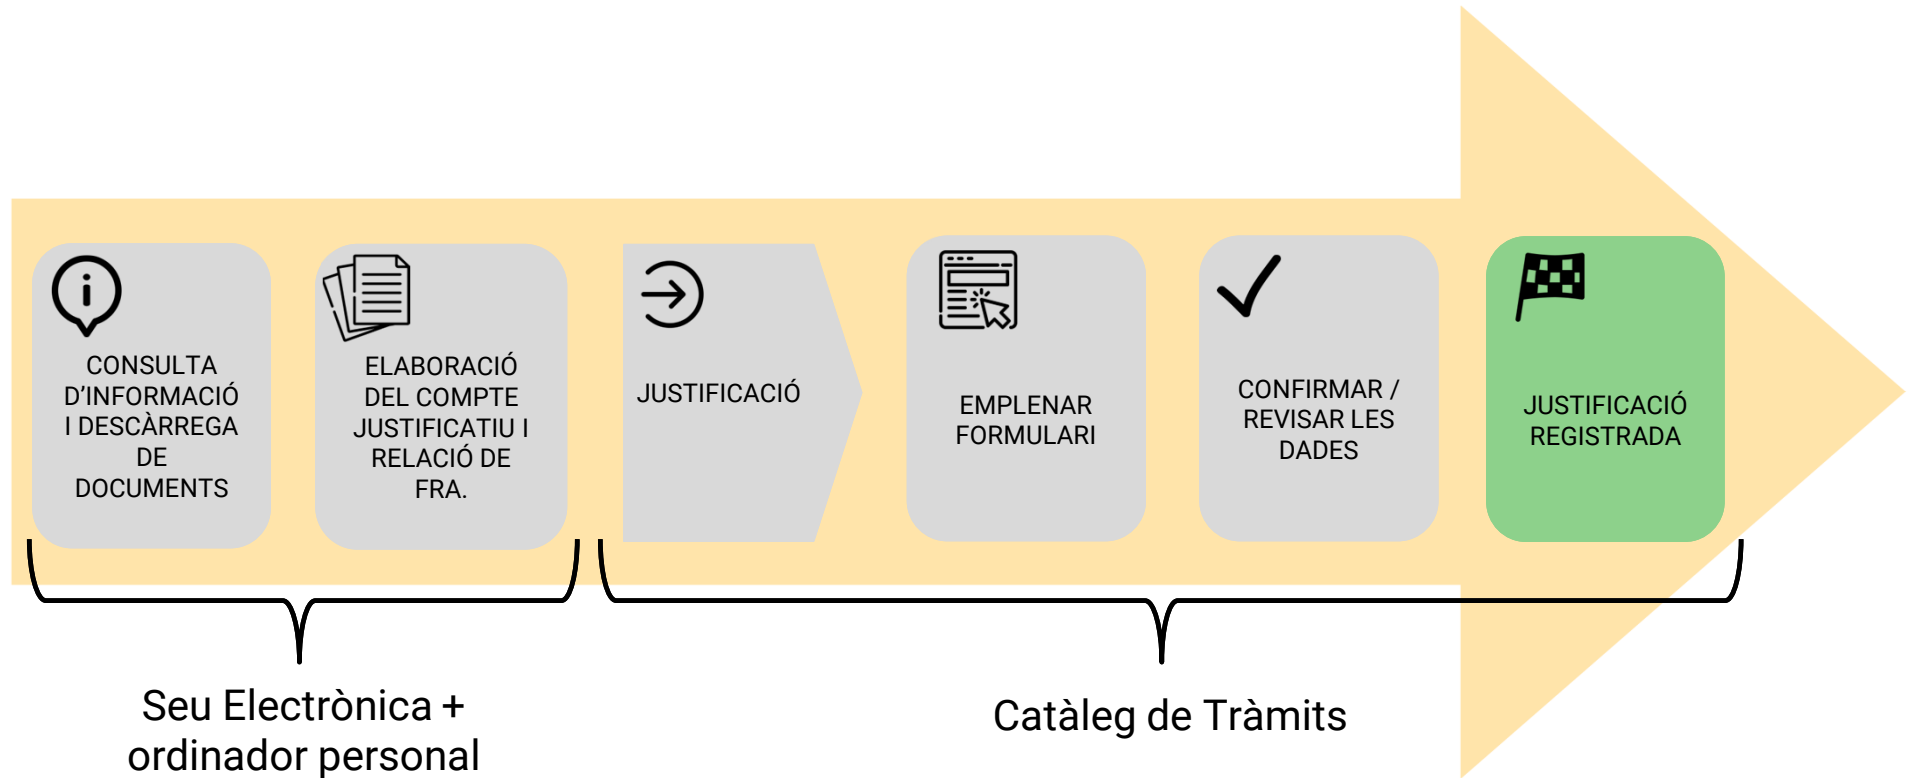 CONSULTA
D’INFORMACIÓ
I DESCÀRREGA
DE
DOCUMENTS
ELABORACIÓ
DEL COMPTE
JUSTIFICATIU I
RELACIÓ DE
FRA.
JUSTIFICACIÓ
EMPLENAR
FORMULARI
CONFIRMAR /
REVISAR LES
DADES
JUSTIFICACIÓ
REGISTRADA
Seu Electrònica +
ordinador personal
Catàleg de Tràmits